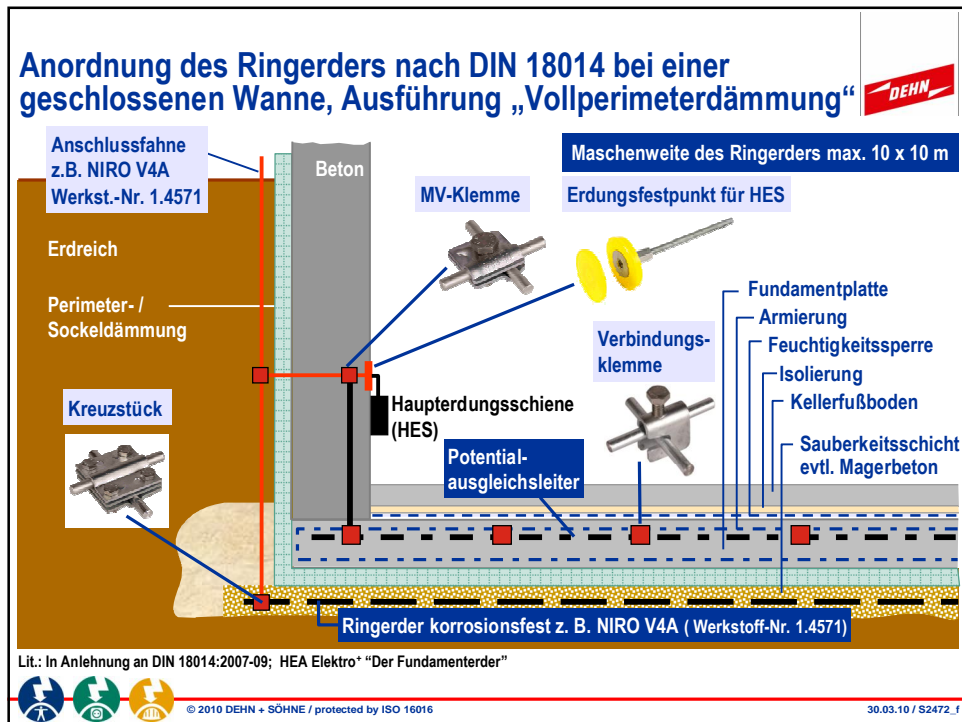 Anordnung des Ringerders nach DIN 18014 bei einer
geschlossenen Wanne, Ausführung „Vollperimeterdämmung“
DEHN
Anschlussfahne
z.B. NIRO V4A
Werkst.-Nr. 1.4571
Beton
Maschenweite des Ringerders max. 10 x 10 m
MV-Klemme
Erdungsfestpunkt für HES
Erdreich
Perimeter- /
Sockeldämmung
Fundamentplatte
Armierung
Feuchtigkeitssperre
Isolierung
Kellerfußboden
Sauberkeitsschicht
evtl. Magerbeton
Verbindungs-
klemme
Kreuzstück
Haupterdungsschiene
(HES)
Potential-
ausgleichsleiter
Ringerder korrosionsfest z. B. NIRO V4A ( Werkstoff-Nr. 1.4571)
Lit.: In Anlehnung an DIN 18014:2007-09; HEA Elektro⁺ “Der Fundamenterder”
© 2010 DEHN + SÖHNE / protected by ISO 16016
30.03.10 / S2472_f